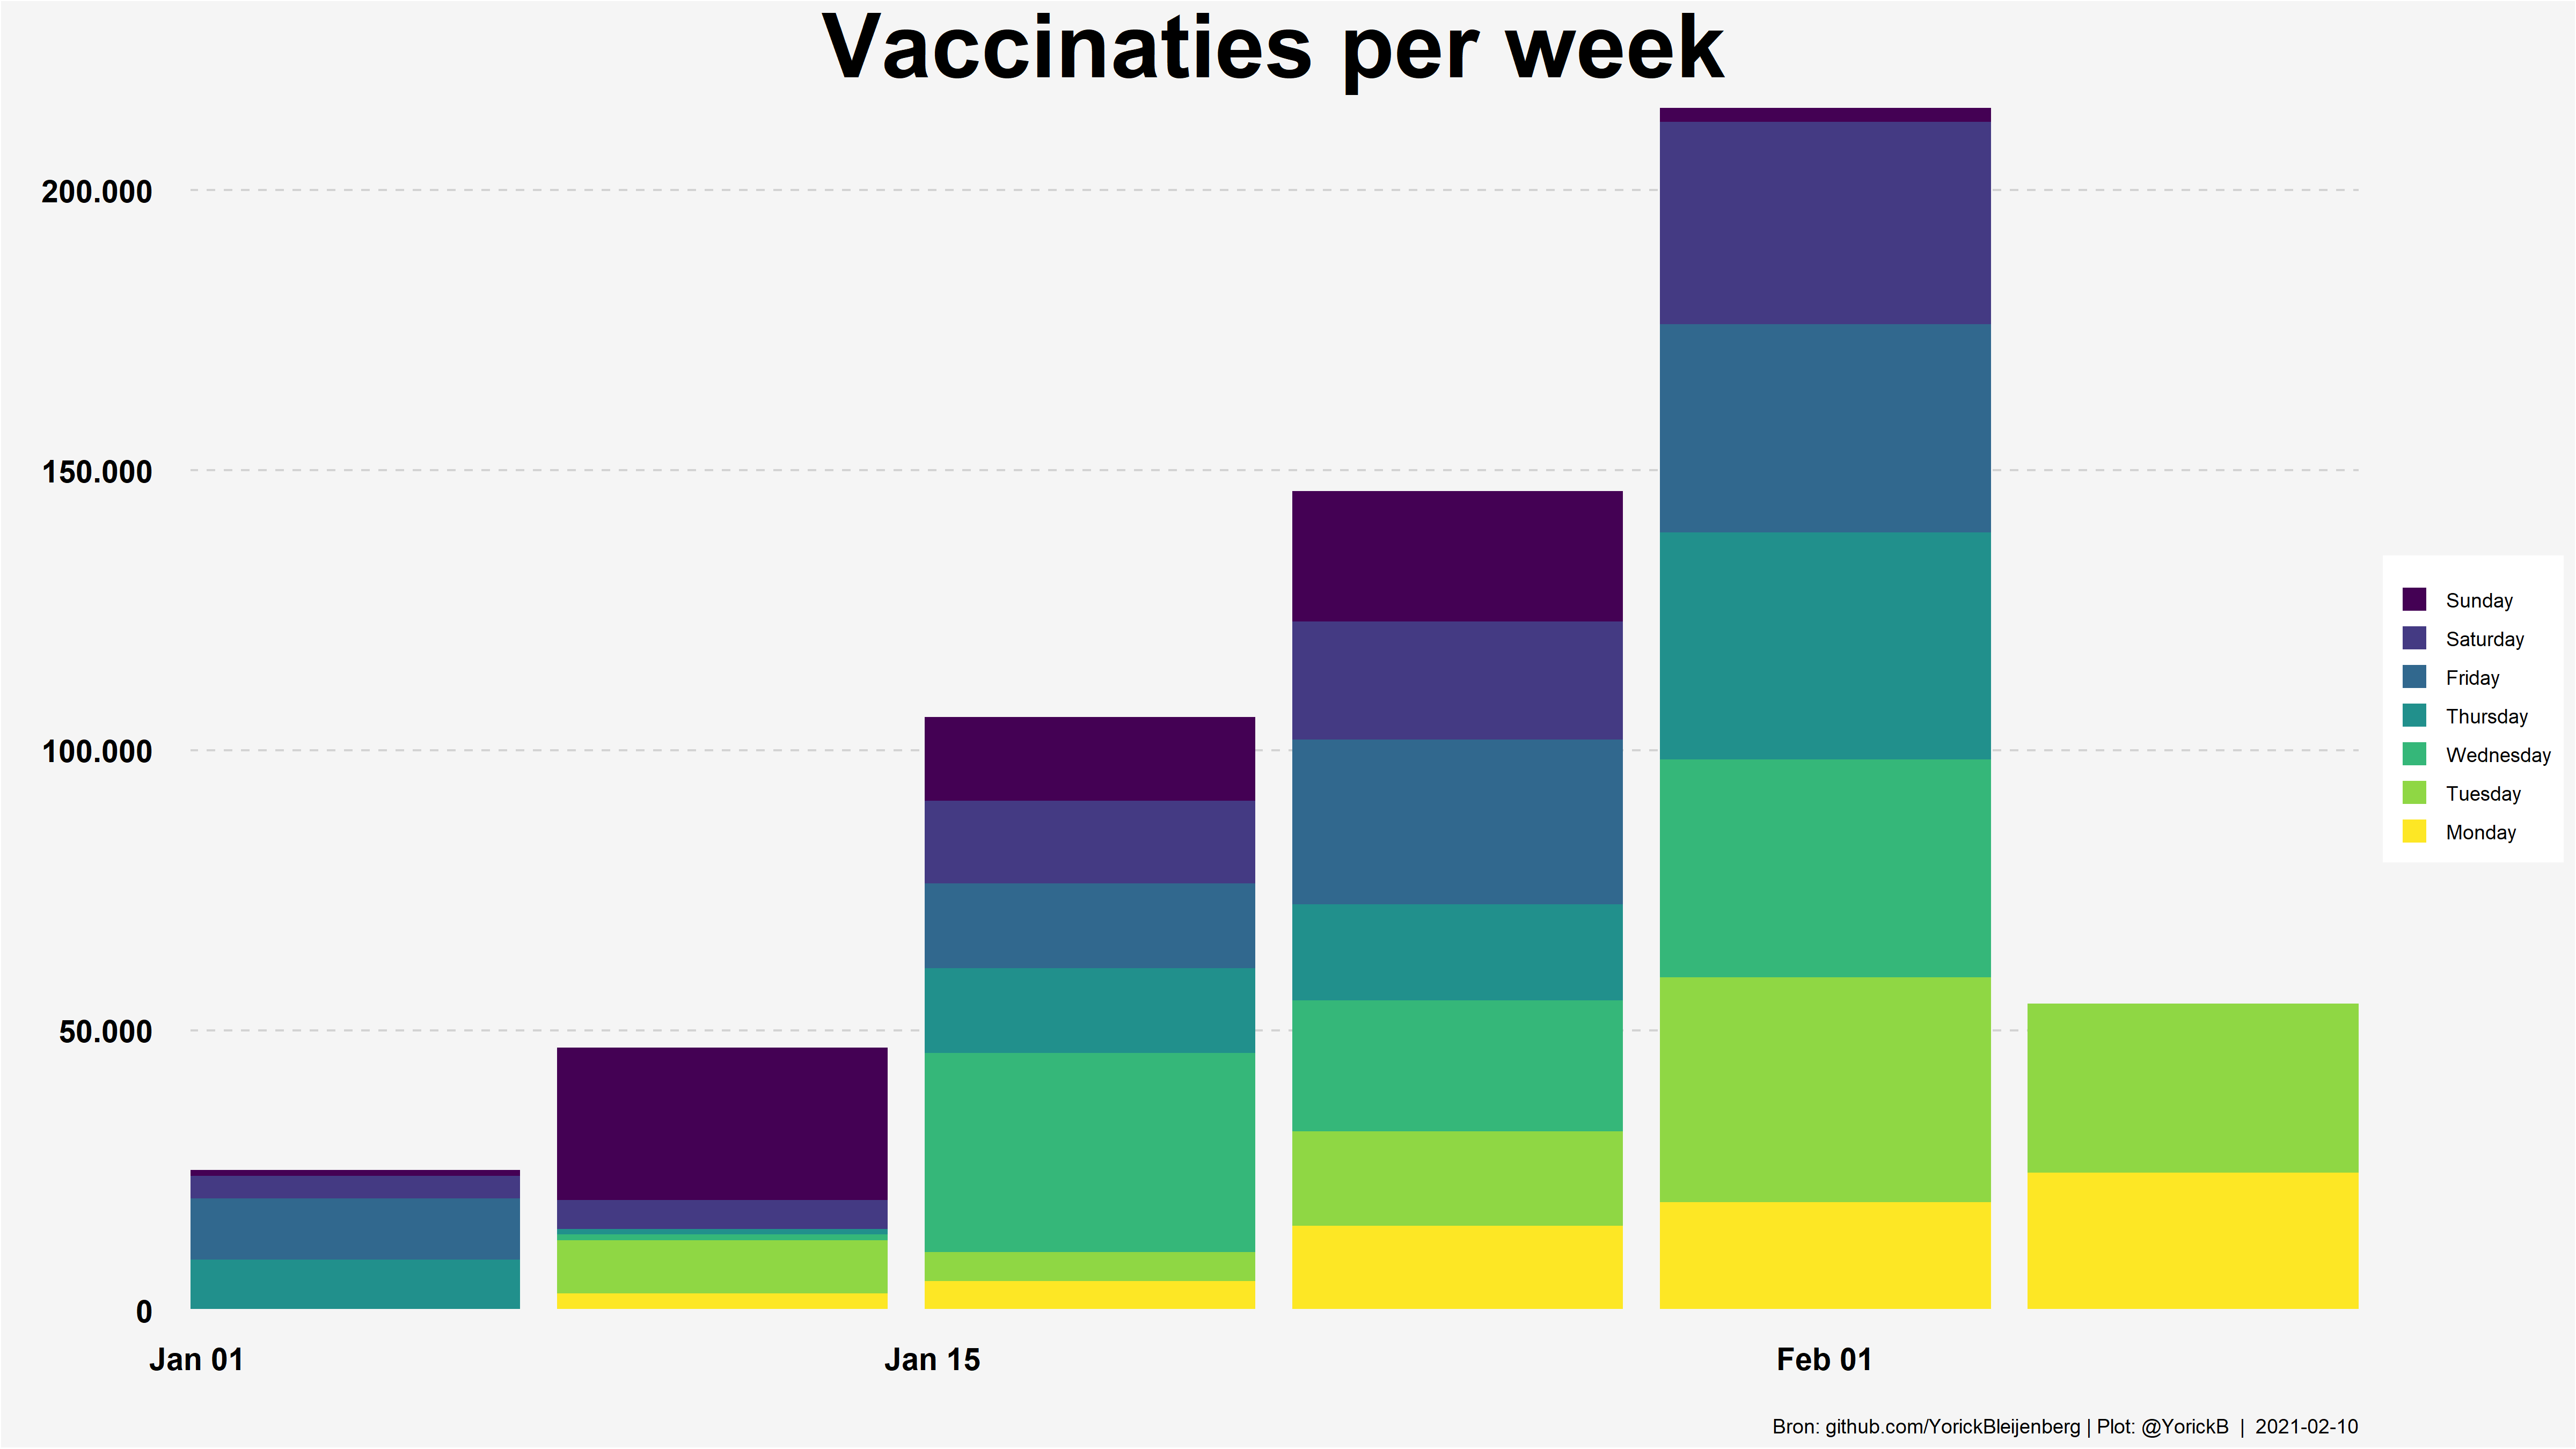 Vaccinaties per week
200.000
150.000
100.000
50.000
0
Jan 01
Jan 15
Feb 01
Sunday
Saturday
Friday
Thursday
Wednesday
Tuesday
Monday
Bron: github.com/YorickBleijenberg | Plot: @YorickB | 2021-02-10